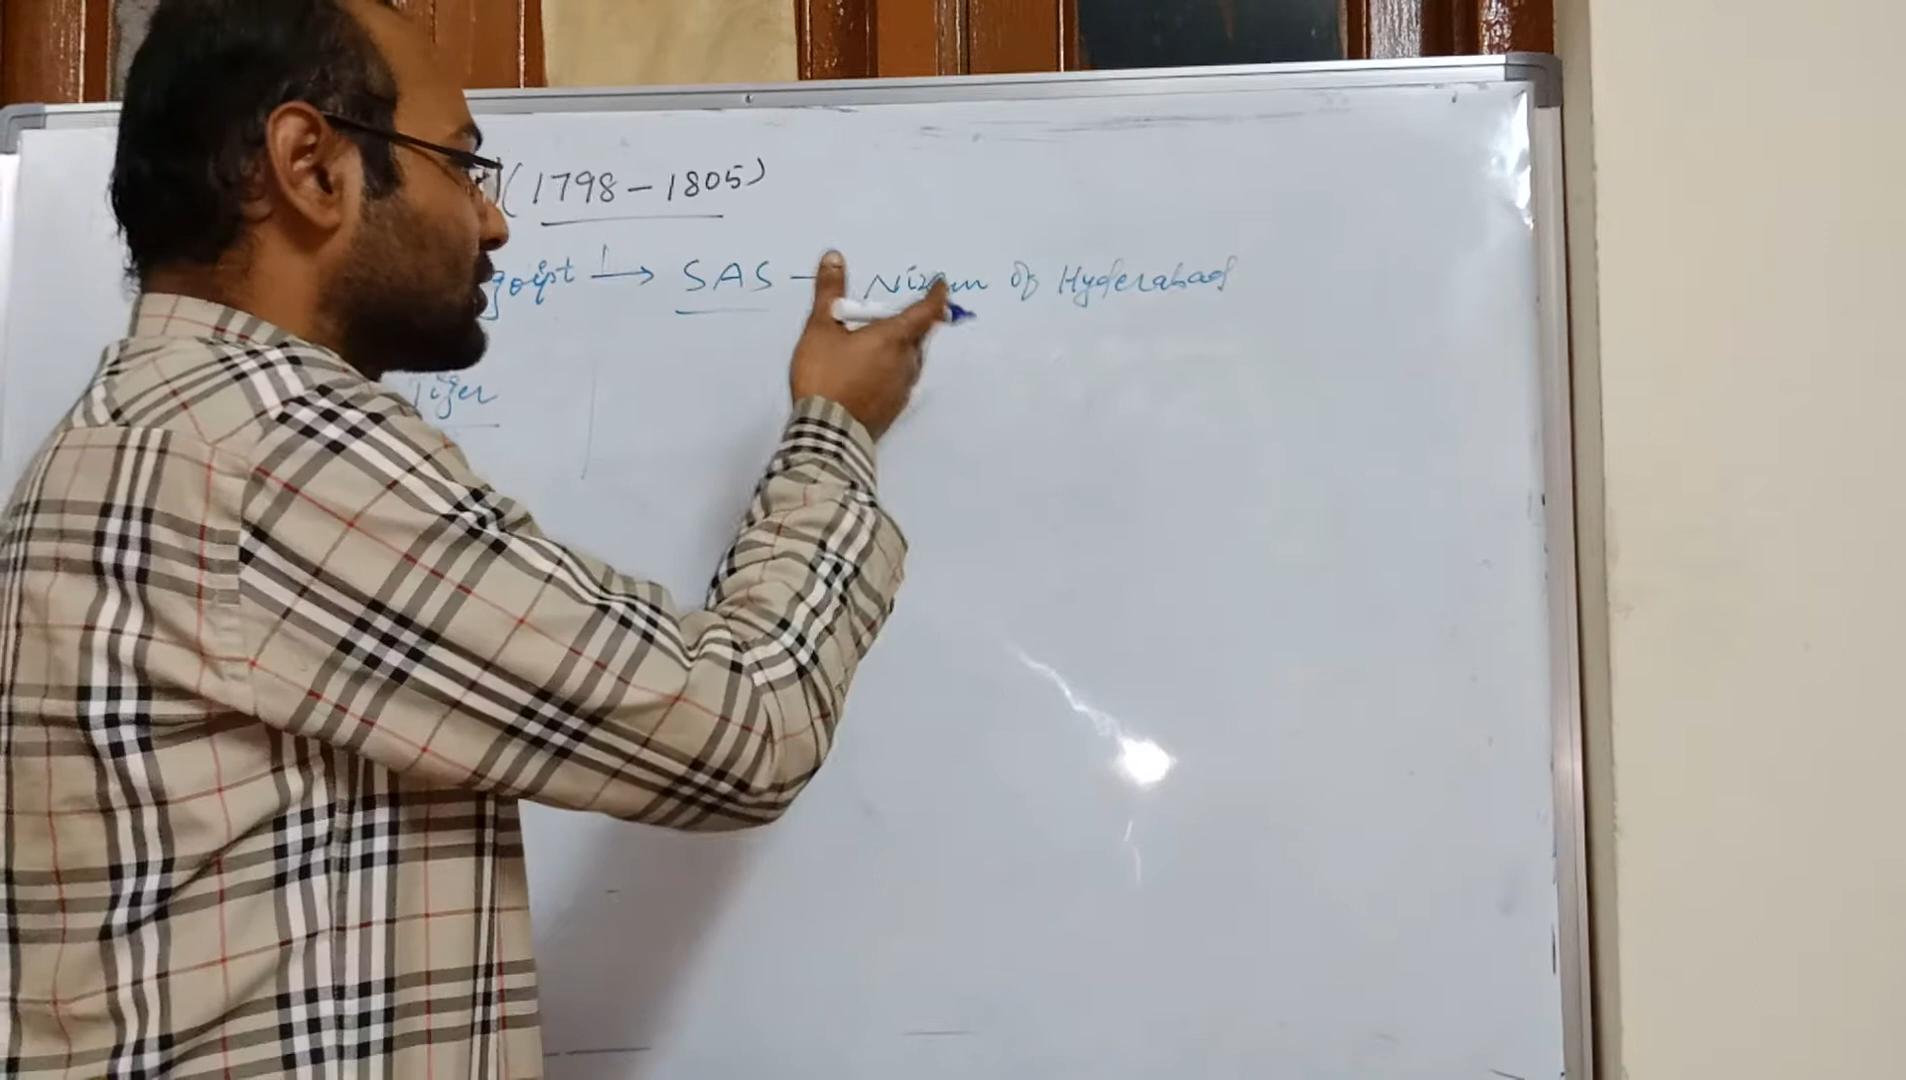 (1798-1805)
→ SAS - Nizam of Hyderabad
Tiger